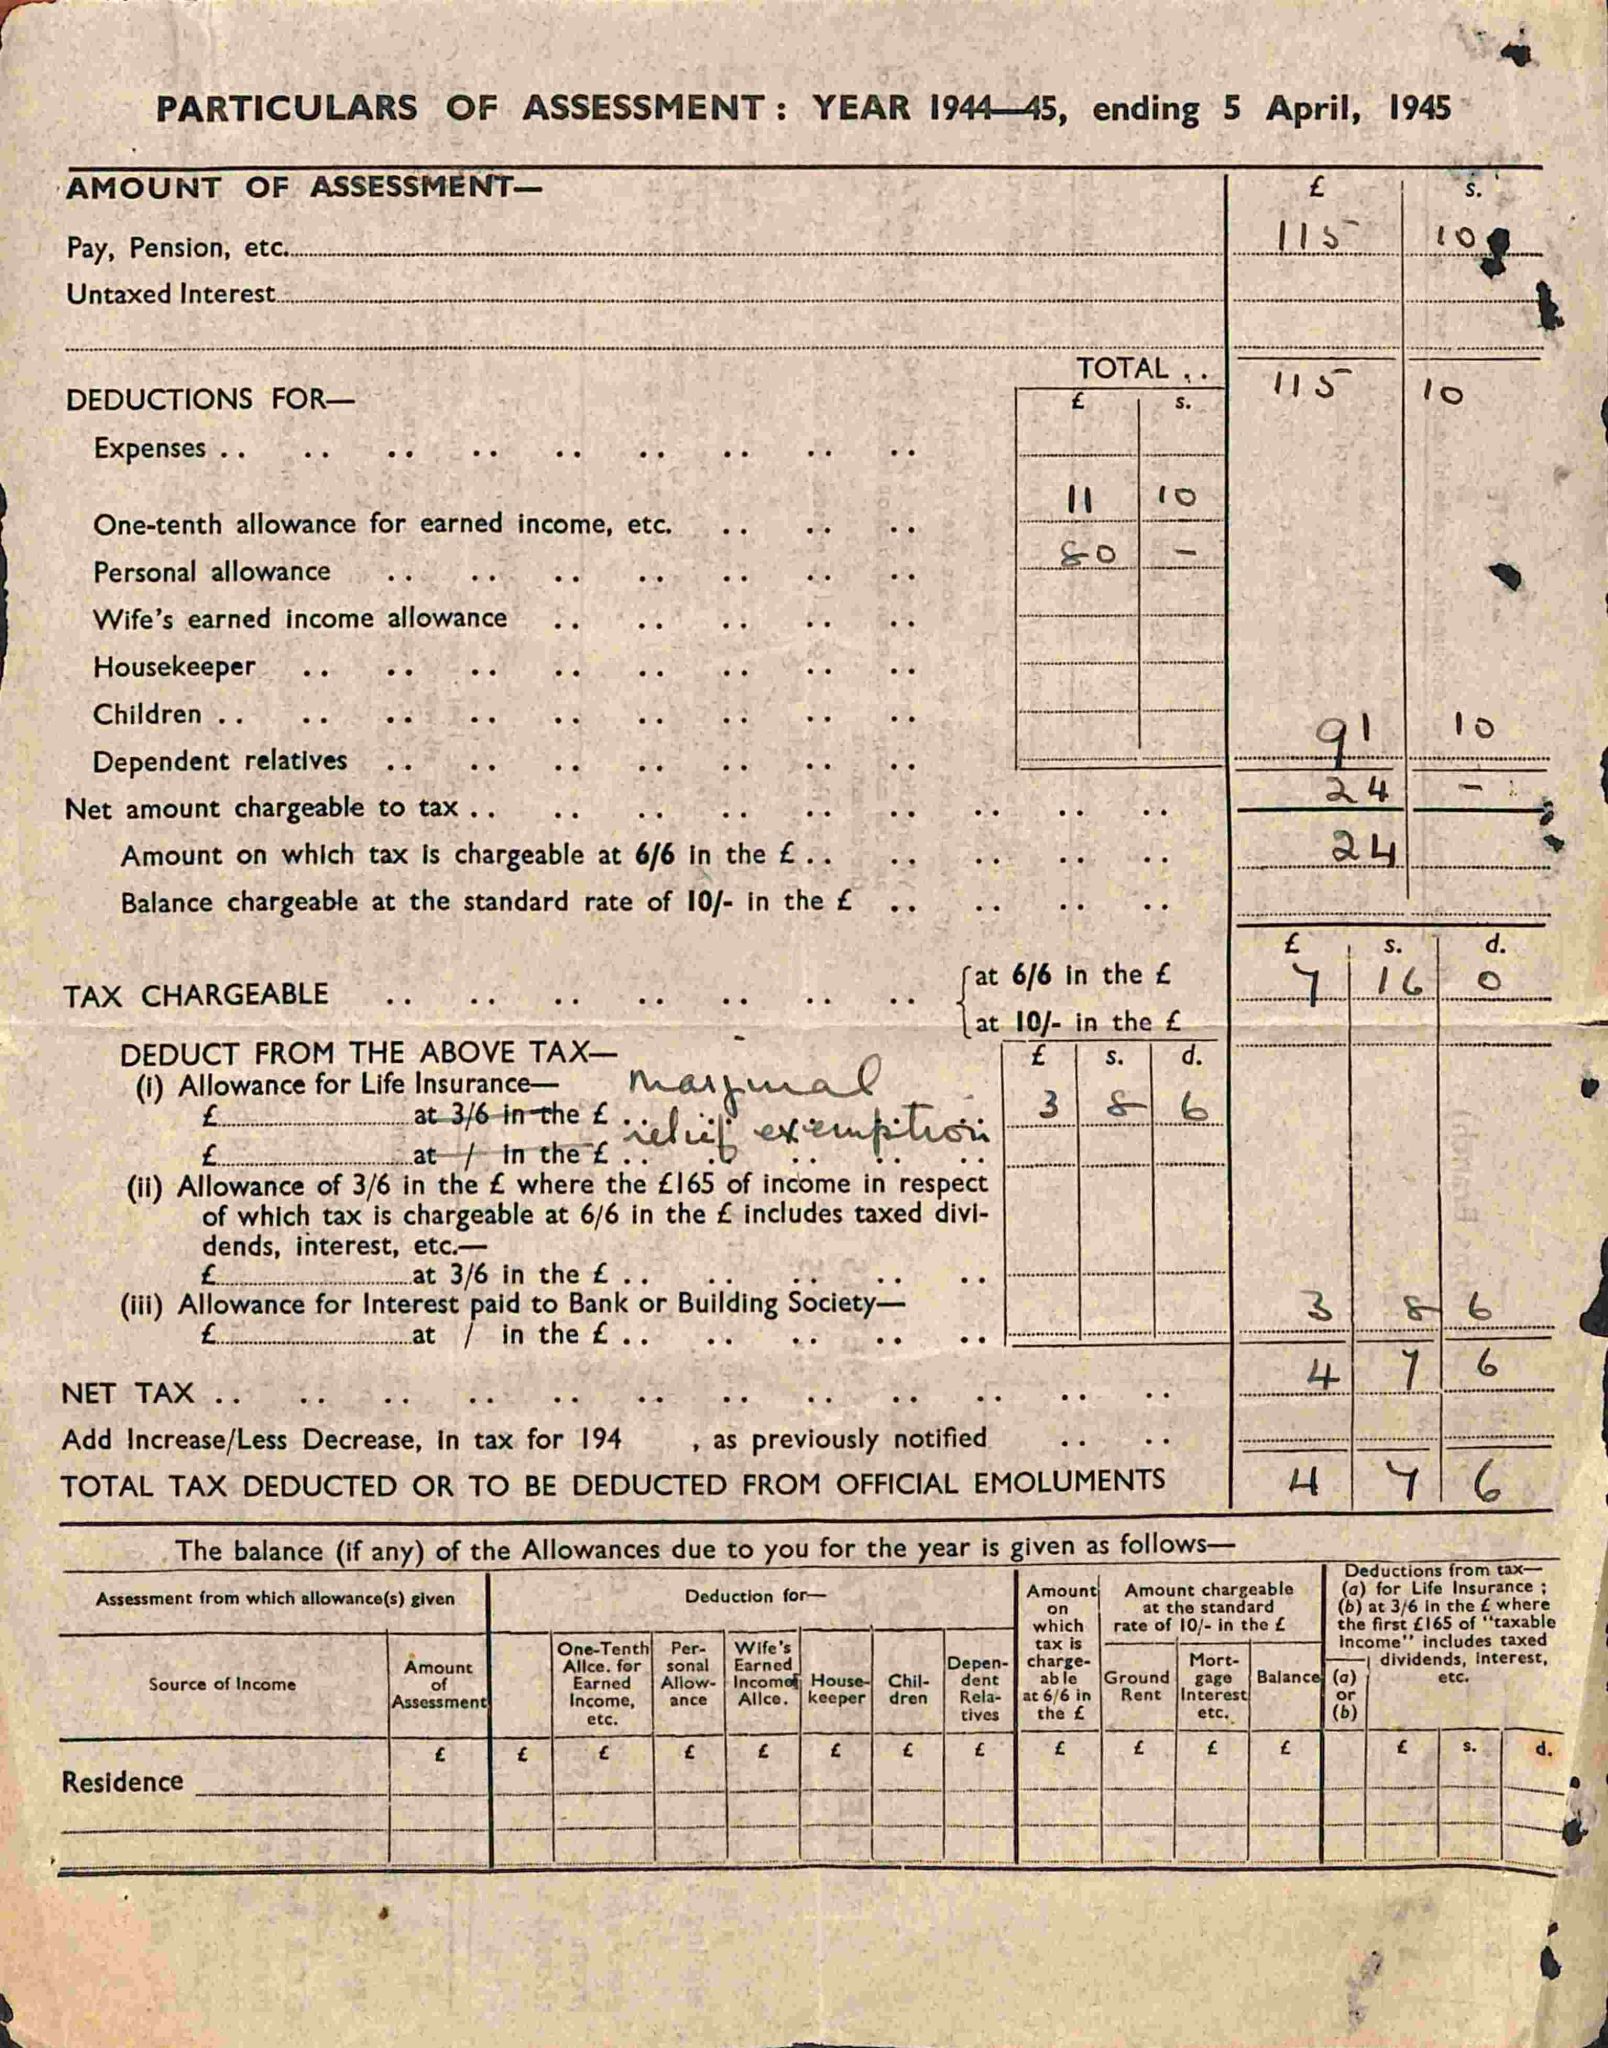 PARTICULARS OF ASSESSMENT: YEAR 1944—45, ending 5 April, 1945
AMOUNT OF ASSESSMENT— £ s.
Pay, Pension, etc. 115 10
Untaxed Interest
TOTAL .. 115 10
DEDUCTIONS FOR— £ s.
Expenses
One-tenth allowance for earned income, etc. 11 10
Personal allowance 80 –
Wife's earned income allowance
Housekeeper
Children
Dependent relatives 91 10
Net amount chargeable to tax 24 –
Amount on which tax is chargeable at 6/6 in the £ 24
Balance chargeable at the standard rate of 10/- in the £
£ s. d.
TAX CHARGEABLE at 6/6 in the £ 7 16 0
at 10/- in the £
DEDUCT FROM THE ABOVE TAX— £ s. d.
(i) Allowance for Life Insurance— marginal
£ at 3/6 in the £ relief exemption 3 8 6
£ at / in the £
(ii) Allowance of 3/6 in the £ where the £165 of income in respect
of which tax is chargeable at 6/6 in the £ includes taxed divi-
dends, interest, etc.—
£ at 3/6 in the £
(iii) Allowance for Interest paid to Bank or Building Society—
£ at / in the £ 3 8 6
NET TAX 4 7 6
Add Increase/Less Decrease, in tax for 194 , as previously notified
TOTAL TAX DEDUCTED OR TO BE DEDUCTED FROM OFFICIAL EMOLUMENTS 4 7 6
The balance (if any) of the Allowances due to you for the year is given as follows—
Assessment from which allowance(s) given
Source of Income
Amount
of
Assessment
Deduction for—
One-Tenth
Allce. for
Earned
Income,
etc.
Per-
sonal
Allow-
ance
Wife's
Earned
Income
Allce.
House-
keeper
Chil-
dren
Depen-
dent
Rela-
tives
Amount
on
which
tax is
charge-
able
at 6/6 in
the £
Amount chargeable
at the standard
rate of 10/- in the £
Ground
Rent
Mort-
gage
Interest
etc.
Balance
Deductions from tax—
(a) for Life Insurance;
(b) at 3/6 in the £ where
the first £165 of "taxable
Income" includes taxed
dividends, interest,
etc.
(a)
or
(b)
£ £ £ £ £ £ £ £ £ £ £ £ £ s. d.
Residence